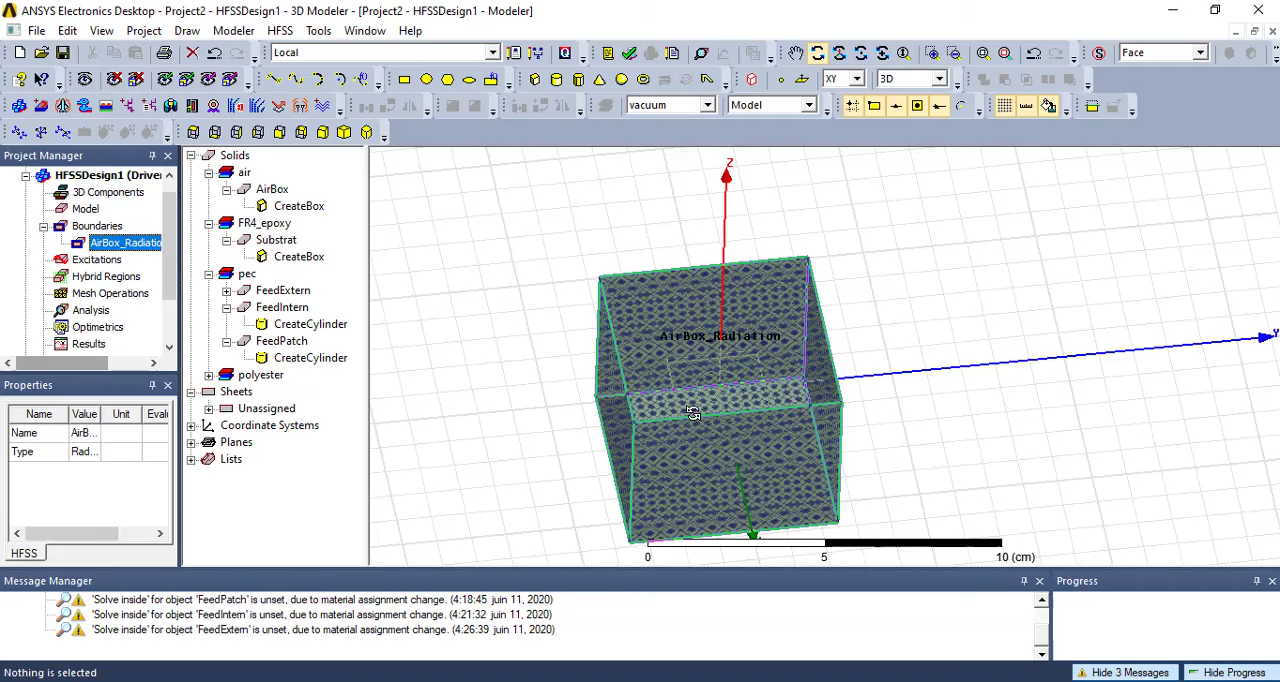 ANSYS Electronics Desktop - Project2 - HFSSDesign1 - 3D Modeler - [Project2 - HFSSDesign1 - Modeler]
File Edit View Project Draw Modeler HFSS Tools Window Help
Local Face
XY 3D
vacuum Model
Project Manager
HFSSDesign1 (Driver
3D Components
Model
Boundaries
AirBox_Radiatio
Excitations
Hybrid Regions
Mesh Operations
Analysis
Optimetrics
Results
Properties
Name Value Unit Evalu
Name AirB...
Type Rad...
HFSS
Solids
air
AirBox
CreateBox
FR4_epoxy
Substrat
CreateBox
pec
FeedExtern
FeedIntern
CreateCylinder
FeedPatch
CreateCylinder
polyester
Sheets
Unassigned
Coordinate Systems
Planes
Lists
Z
AirBox_Radiation
Y
0 5 10 (cm)
Message Manager
'Solve inside' for object 'FeedPatch' is unset, due to material assignment change. (4:18:45 juin 11, 2020)
'Solve inside' for object 'FeedIntern' is unset, due to material assignment change. (4:21:32 juin 11, 2020)
'Solve inside' for object 'FeedExtern' is unset, due to material assignment change. (4:26:39 juin 11, 2020)
Progress
Nothing is selected
Hide 3 Messages Hide Progress